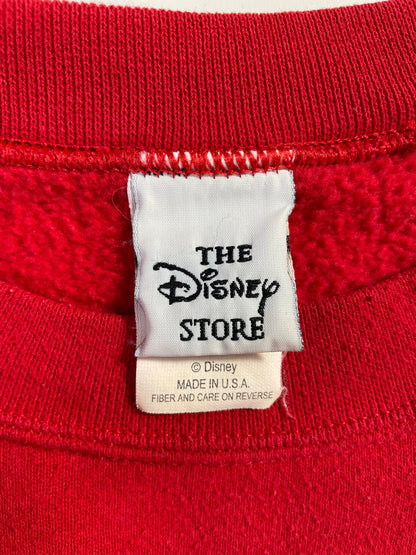 THE
Disney
STORE
© Disney
MADE IN U.S.A.
FIBER AND CARE ON REVERSE